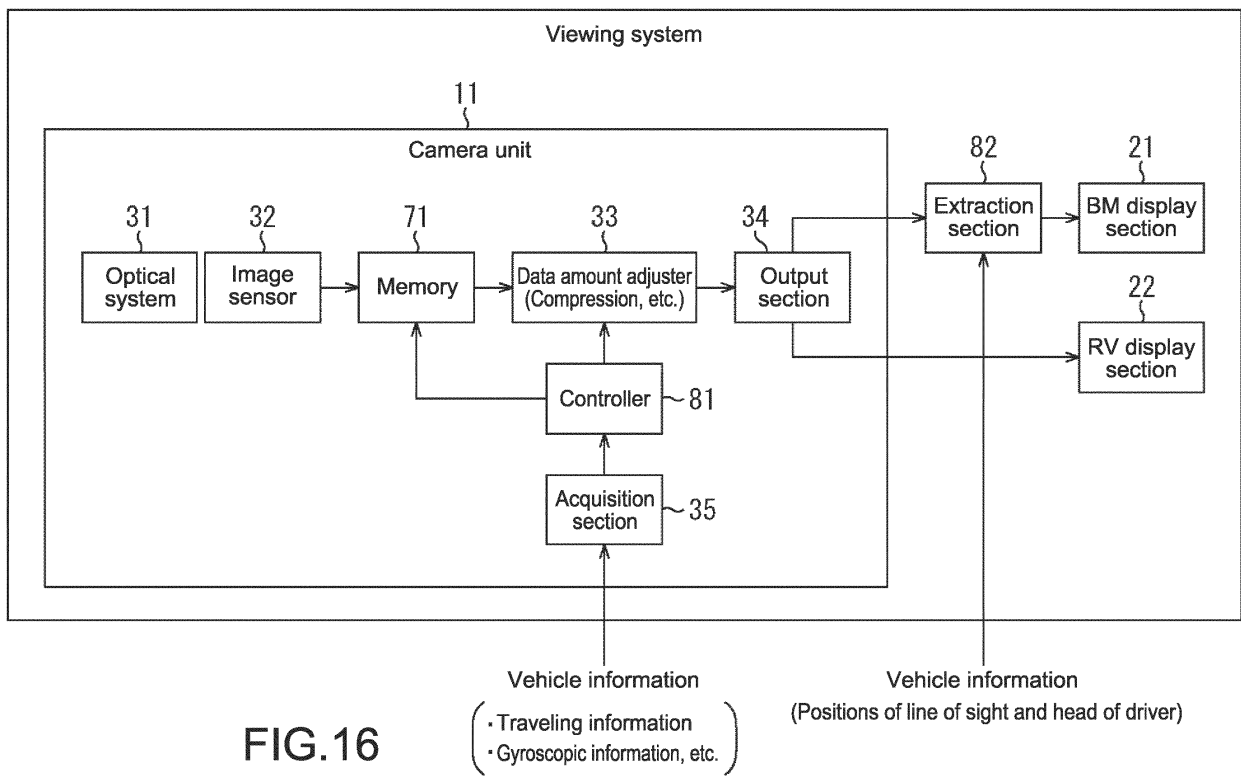 Viewing system
11
Camera unit
82
21
31
32
71
33
34
Extraction
section
BM display
section
Optical
system
Image
sensor
Memory
Data amount adjuster
(Compression, etc.)
Output
section
22
RV display
section
Controller
81
Acquisition
section
35
Vehicle information
· Traveling information
· Gyroscopic information, etc.
Vehicle information
(Positions of line of sight and head of driver)
FIG.16